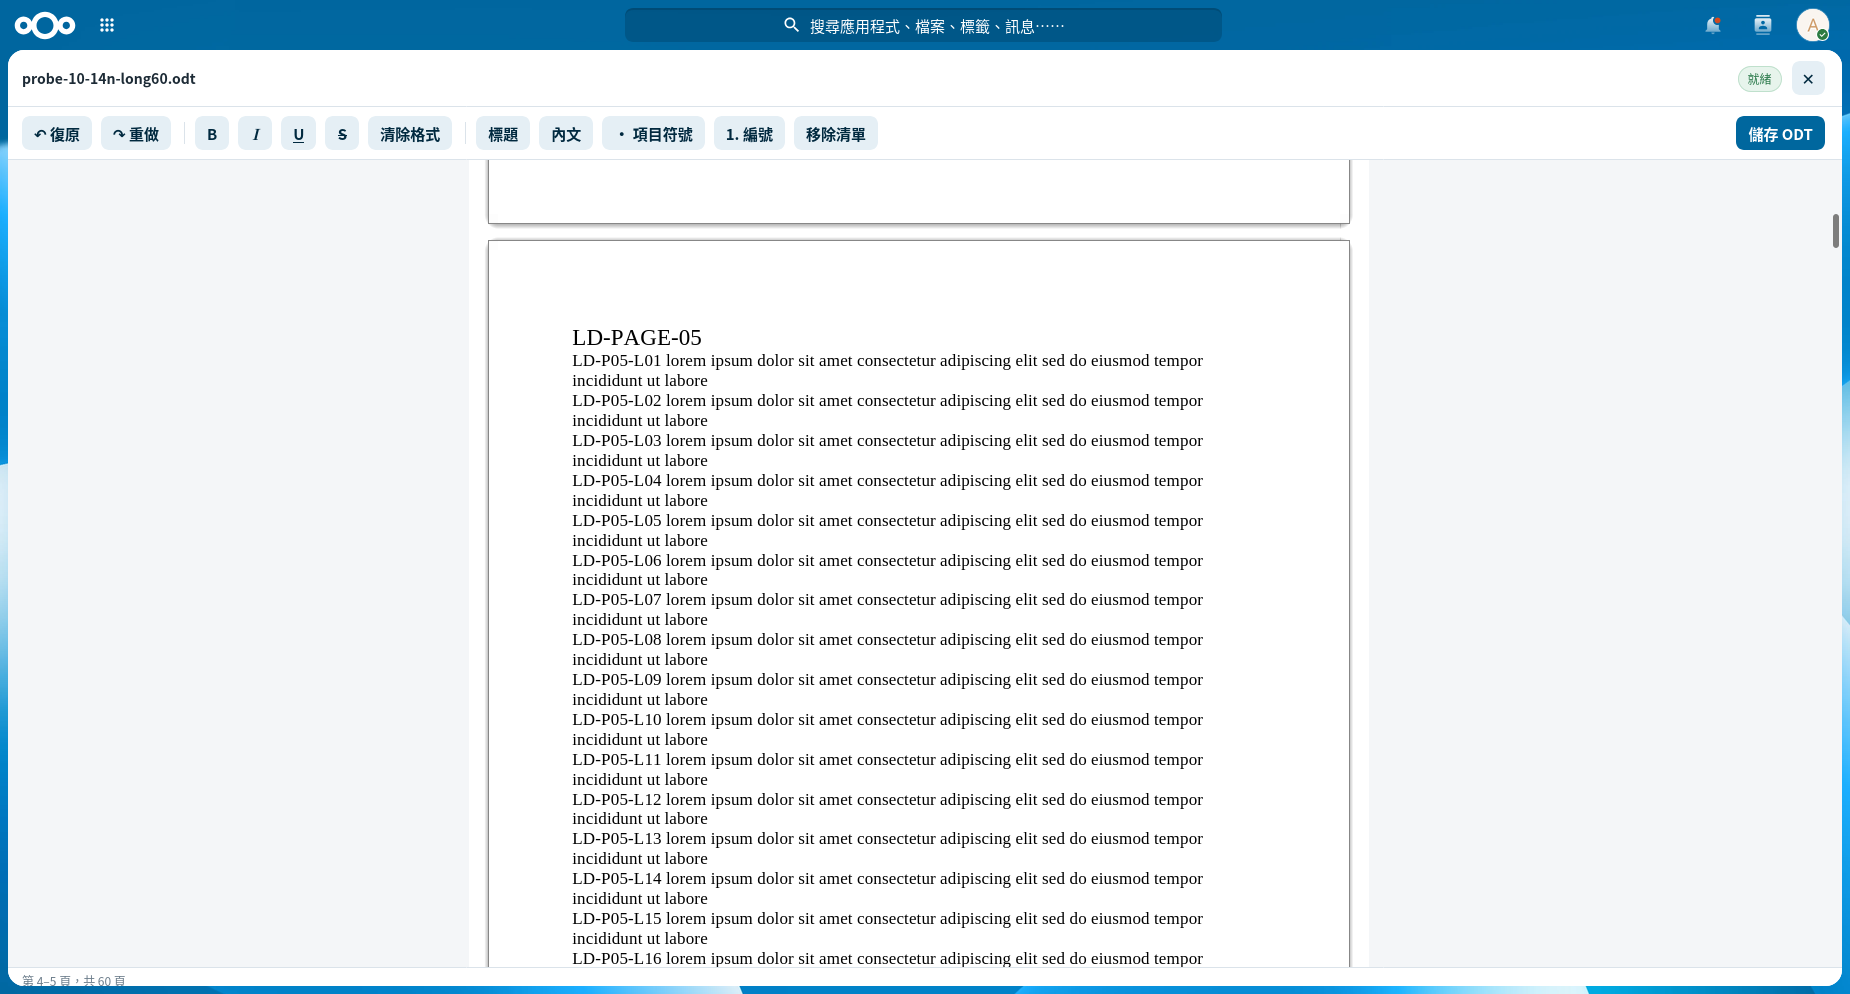 搜尋應用程式、檔案、標籤、訊息……
A
probe-10-14n-long60.odt
就緒
×
↶ 復原
↷ 重做
B
I
U
S
清除格式
標題
內文
• 項目符號
1. 編號
移除清單
儲存 ODT
LD-PAGE-05
LD-P05-L01 lorem ipsum dolor sit amet consectetur adipiscing elit sed do eiusmod tempor
incididunt ut labore
LD-P05-L02 lorem ipsum dolor sit amet consectetur adipiscing elit sed do eiusmod tempor
incididunt ut labore
LD-P05-L03 lorem ipsum dolor sit amet consectetur adipiscing elit sed do eiusmod tempor
incididunt ut labore
LD-P05-L04 lorem ipsum dolor sit amet consectetur adipiscing elit sed do eiusmod tempor
incididunt ut labore
LD-P05-L05 lorem ipsum dolor sit amet consectetur adipiscing elit sed do eiusmod tempor
incididunt ut labore
LD-P05-L06 lorem ipsum dolor sit amet consectetur adipiscing elit sed do eiusmod tempor
incididunt ut labore
LD-P05-L07 lorem ipsum dolor sit amet consectetur adipiscing elit sed do eiusmod tempor
incididunt ut labore
LD-P05-L08 lorem ipsum dolor sit amet consectetur adipiscing elit sed do eiusmod tempor
incididunt ut labore
LD-P05-L09 lorem ipsum dolor sit amet consectetur adipiscing elit sed do eiusmod tempor
incididunt ut labore
LD-P05-L10 lorem ipsum dolor sit amet consectetur adipiscing elit sed do eiusmod tempor
incididunt ut labore
LD-P05-L11 lorem ipsum dolor sit amet consectetur adipiscing elit sed do eiusmod tempor
incididunt ut labore
LD-P05-L12 lorem ipsum dolor sit amet consectetur adipiscing elit sed do eiusmod tempor
incididunt ut labore
LD-P05-L13 lorem ipsum dolor sit amet consectetur adipiscing elit sed do eiusmod tempor
incididunt ut labore
LD-P05-L14 lorem ipsum dolor sit amet consectetur adipiscing elit sed do eiusmod tempor
incididunt ut labore
LD-P05-L15 lorem ipsum dolor sit amet consectetur adipiscing elit sed do eiusmod tempor
incididunt ut labore
LD-P05-L16 lorem ipsum dolor sit amet consectetur adipiscing elit sed do eiusmod tempor
第 4–5 頁，共 60 頁